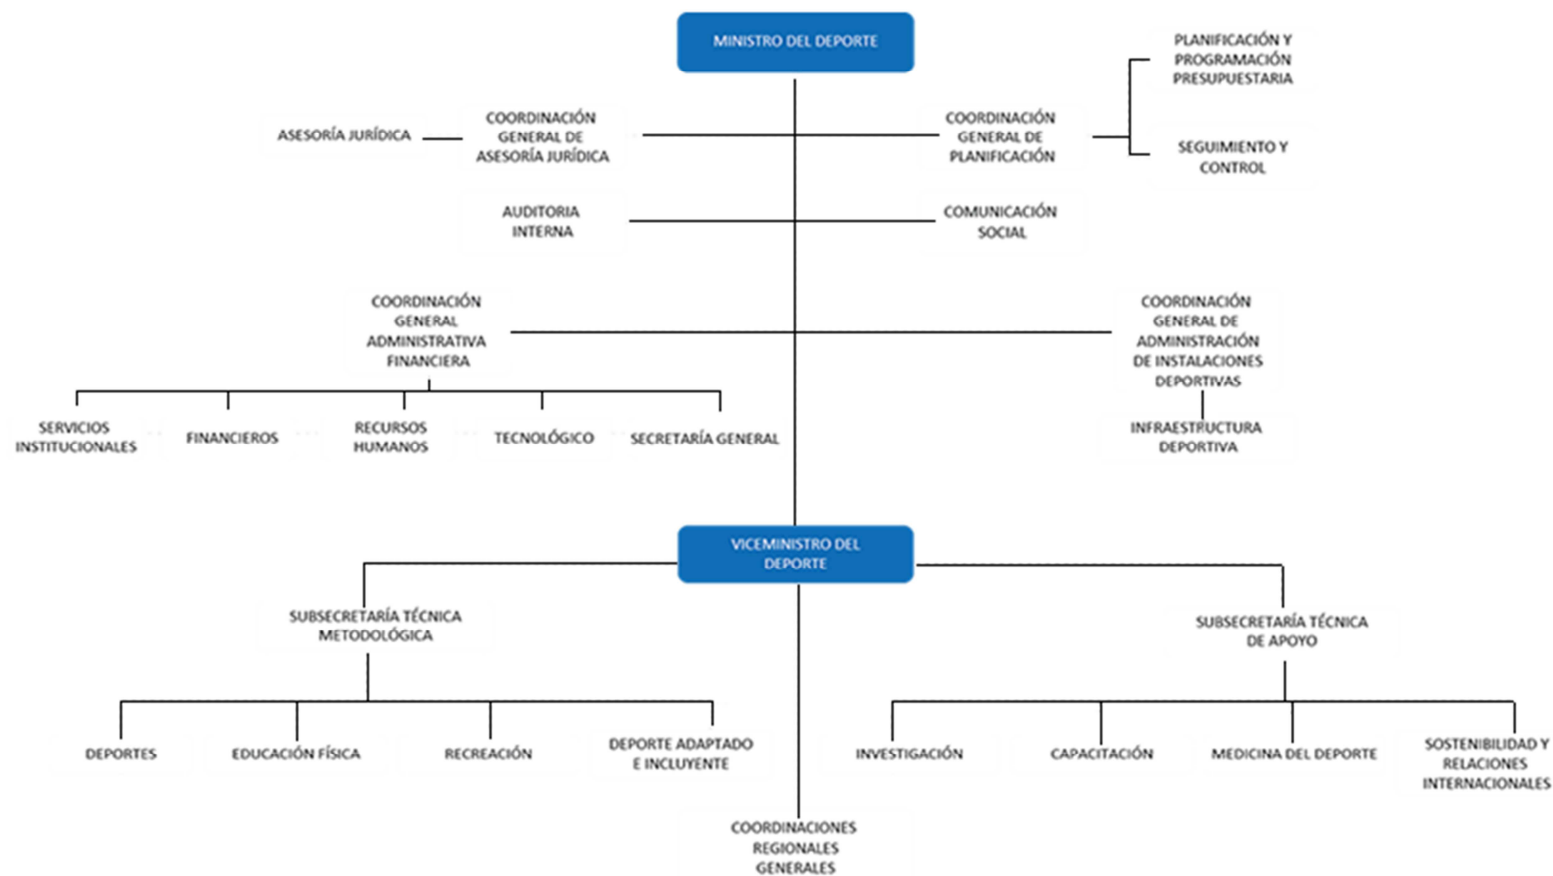 MINISTRO DEL DEPORTE
PLANIFICACIÓN Y
PROGRAMACIÓN
PRESUPUESTARIA
ASESORÍA JURÍDICA
COORDINACIÓN
GENERAL DE
ASESORÍA JURÍDICA
COORDINACIÓN
GENERAL DE
PLANIFICACIÓN
SEGUIMIENTO Y
CONTROL
AUDITORIA
INTERNA
COMUNICACIÓN
SOCIAL
COORDINACIÓN
GENERAL
ADMINISTRATIVA
FINANCIERA
COORDINACIÓN
GENERAL DE
ADMINISTRACIÓN
DE INSTALACIONES
DEPORTIVAS
SERVICIOS
INSTITUCIONALES
FINANCIEROS
RECURSOS
HUMANOS
TECNOLÓGICO
SECRETARÍA GENERAL
INFRAESTRUCTURA
DEPORTIVA
VICEMINISTRO DEL
DEPORTE
SUBSECRETARÍA TÉCNICA
METODOLÓGICA
SUBSECRETARÍA TÉCNICA
DE APOYO
DEPORTES
EDUCACIÓN FÍSICA
RECREACIÓN
DEPORTE ADAPTADO
E INCLUYENTE
INVESTIGACIÓN
CAPACITACIÓN
MEDICINA DEL DEPORTE
SOSTENIBILIDAD Y
RELACIONES
INTERNACIONALES
COORDINACIONES
REGIONALES
GENERALES